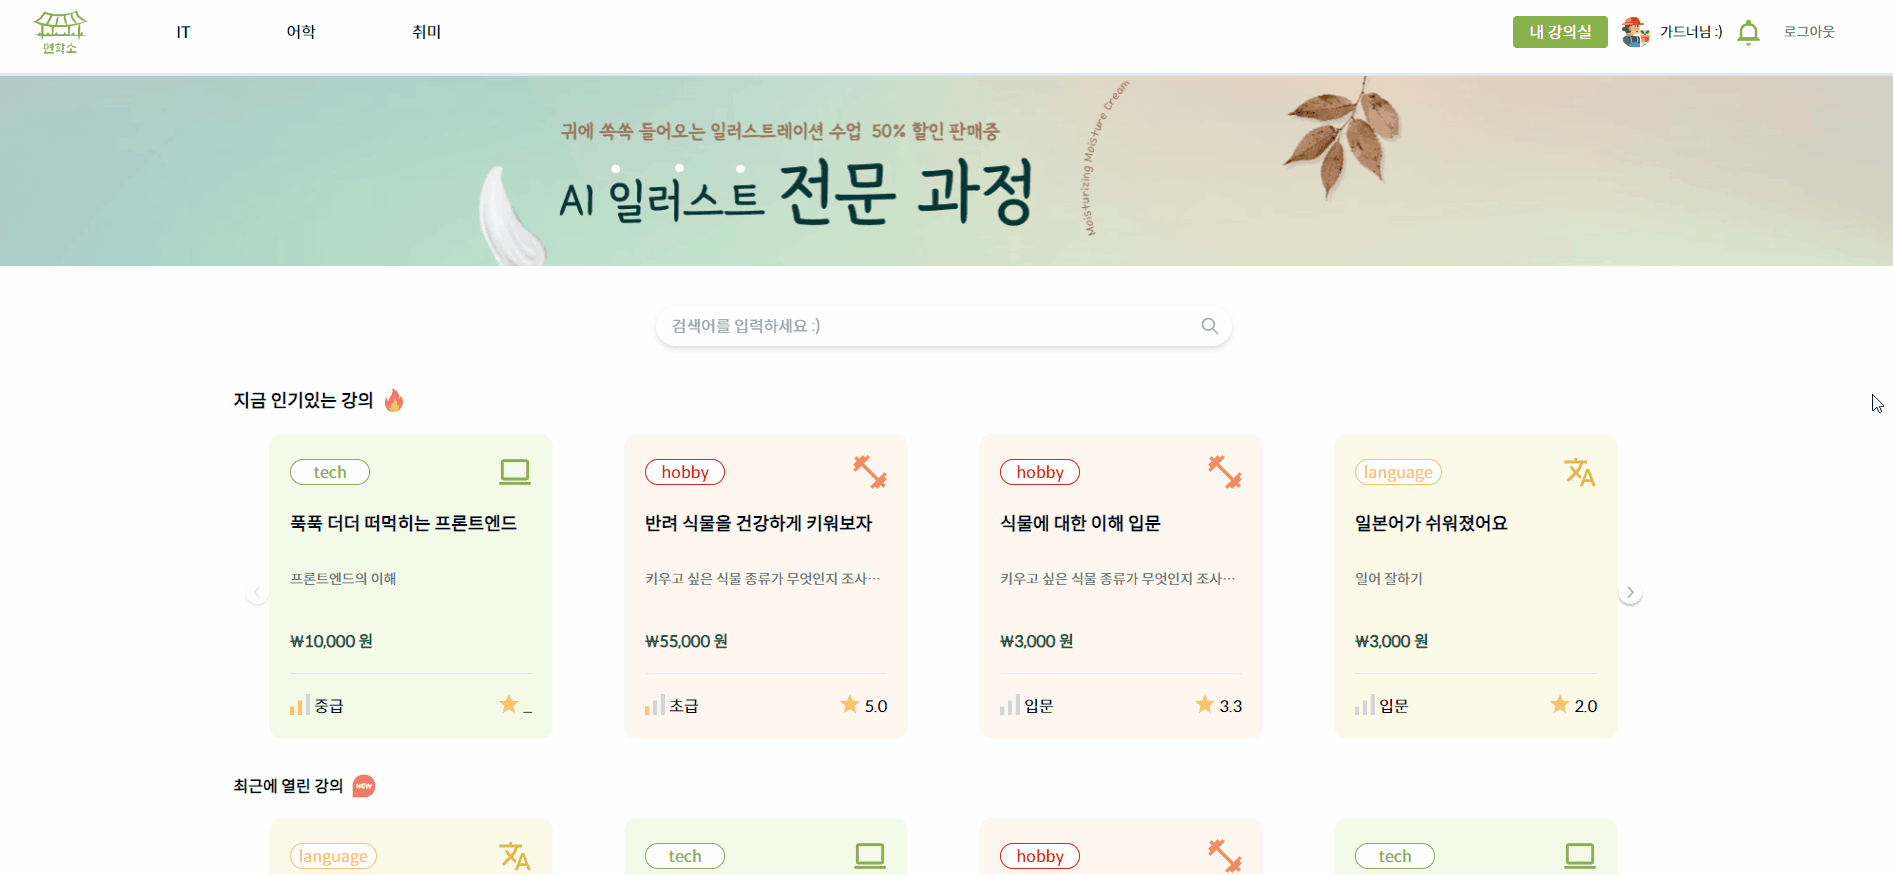 면학소
IT
어학
취미
내 강의실
가드너님 :)
로그아웃
귀에 쏙쏙 들어오는 일러스트레이션 수업 50% 할인 판매중
AI 일러스트 전문 과정
Moisturizing Moisture Cream
검색어를 입력하세요 :)
지금 인기있는 강의
tech
푹푹 더더 떠먹히는 프론트엔드
프론트엔드의 이해
₩10,000 원
중급
_
hobby
반려 식물을 건강하게 키워보자
키우고 싶은 식물 종류가 무엇인지 조사…
₩55,000 원
초급
5.0
hobby
식물에 대한 이해 입문
키우고 싶은 식물 종류가 무엇인지 조사…
₩3,000 원
입문
3.3
language
일본어가 쉬워졌어요
일어 잘하기
₩3,000 원
입문
2.0
최근에 열린 강의
NEW
language
tech
hobby
tech